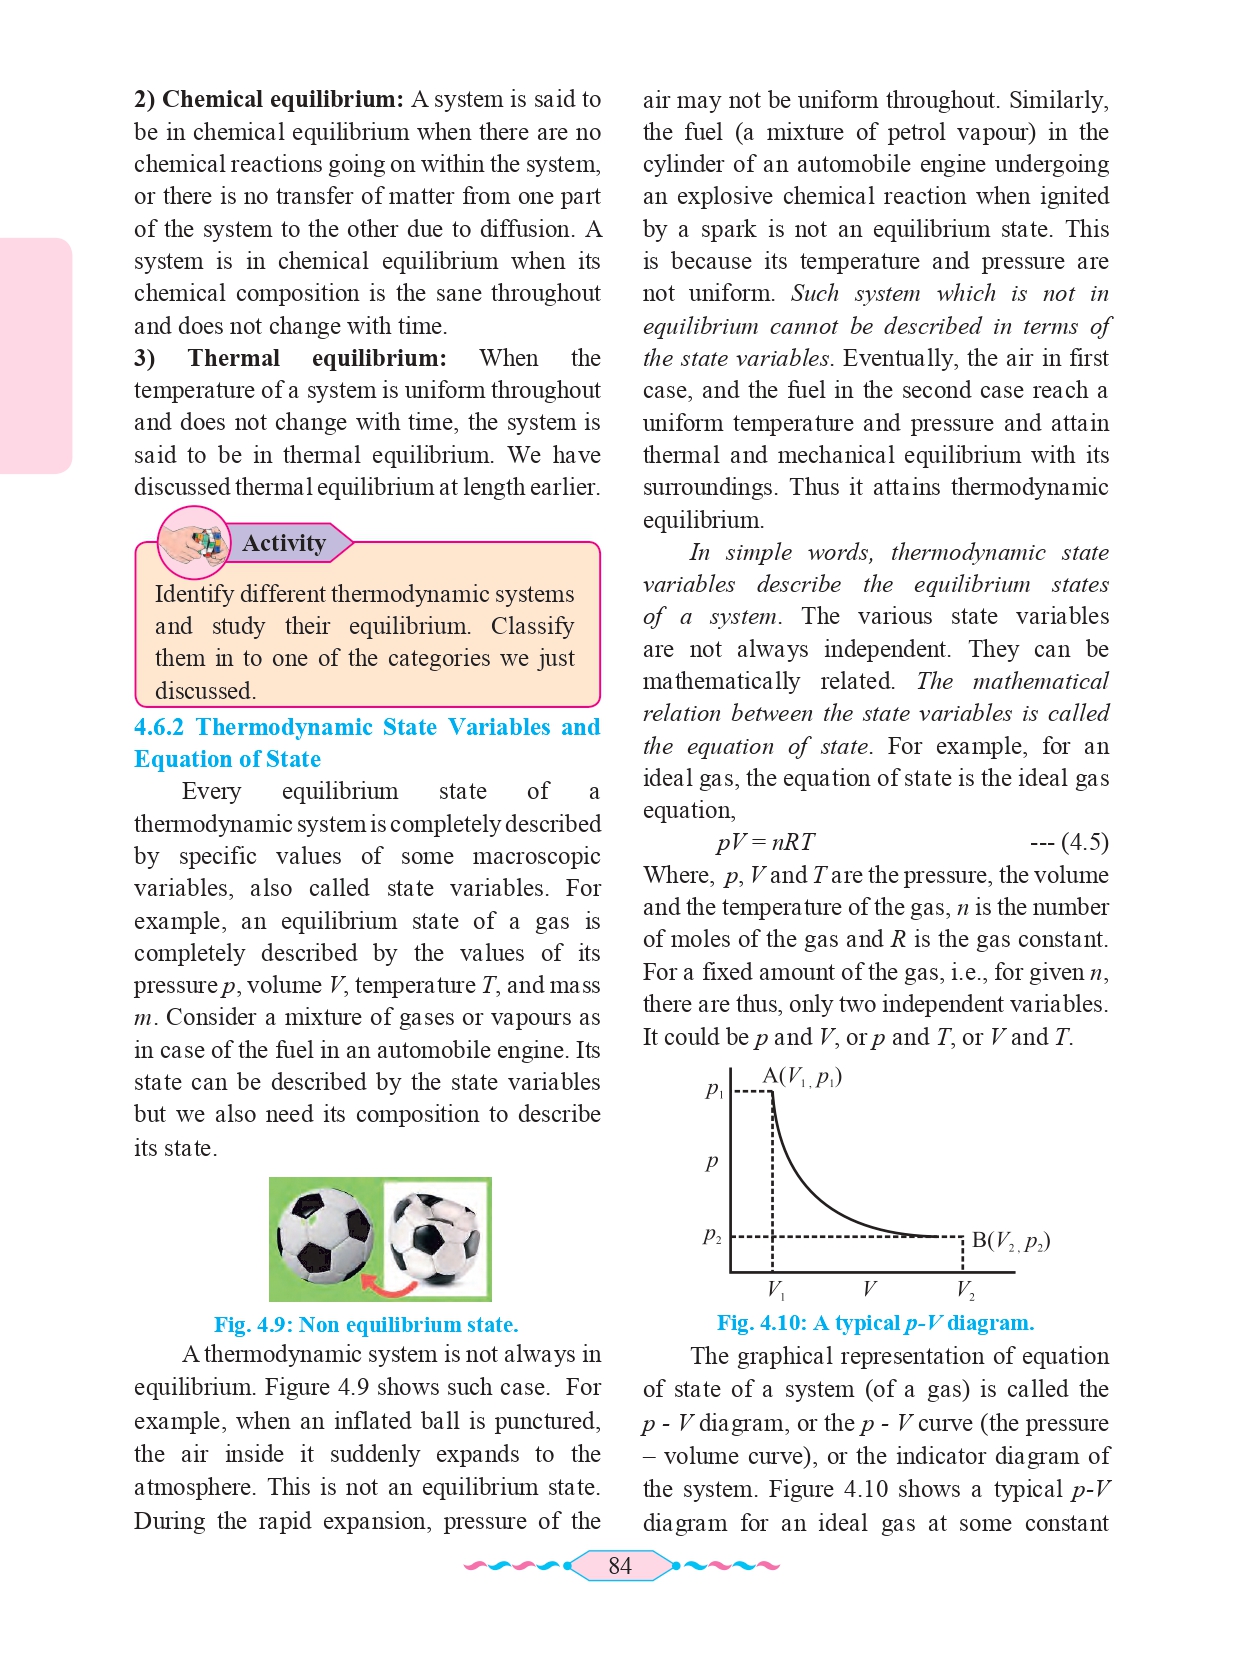 2) Chemical equilibrium: A system is said to
be in chemical equilibrium when there are no
chemical reactions going on within the system,
or there is no transfer of matter from one part
of the system to the other due to diffusion. A
system is in chemical equilibrium when its
chemical composition is the sane throughout
and does not change with time.
3) Thermal equilibrium: When the
temperature of a system is uniform throughout
and does not change with time, the system is
said to be in thermal equilibrium. We have
discussed thermal equilibrium at length earlier.
Activity
Identify different thermodynamic systems
and study their equilibrium. Classify
them in to one of the categories we just
discussed.
4.6.2 Thermodynamic State Variables and
Equation of State
Every equilibrium state of a
thermodynamic system is completely described
by specific values of some macroscopic
variables, also called state variables. For
example, an equilibrium state of a gas is
completely described by the values of its
pressure p, volume V, temperature T, and mass
m. Consider a mixture of gases or vapours as
in case of the fuel in an automobile engine. Its
state can be described by the state variables
but we also need its composition to describe
its state.
Fig. 4.9: Non equilibrium state.
A thermodynamic system is not always in
equilibrium. Figure 4.9 shows such case. For
example, when an inflated ball is punctured,
the air inside it suddenly expands to the
atmosphere. This is not an equilibrium state.
During the rapid expansion, pressure of the
air may not be uniform throughout. Similarly,
the fuel (a mixture of petrol vapour) in the
cylinder of an automobile engine undergoing
an explosive chemical reaction when ignited
by a spark is not an equilibrium state. This
is because its temperature and pressure are
not uniform. Such system which is not in
equilibrium cannot be described in terms of
the state variables. Eventually, the air in first
case, and the fuel in the second case reach a
uniform temperature and pressure and attain
thermal and mechanical equilibrium with its
surroundings. Thus it attains thermodynamic
equilibrium.
In simple words, thermodynamic state
variables describe the equilibrium states
of a system. The various state variables
are not always independent. They can be
mathematically related. The mathematical
relation between the state variables is called
the equation of state. For example, for an
ideal gas, the equation of state is the ideal gas
equation,
pV = nRT --- (4.5)
Where, p, V and T are the pressure, the volume
and the temperature of the gas, n is the number
of moles of the gas and R is the gas constant.
For a fixed amount of the gas, i.e., for given n,
there are thus, only two independent variables.
It could be p and V, or p and T, or V and T.
A(V₁, p₁)
p₁
p
p₂
B(V₂, p₂)
V₁ V V₂
Fig. 4.10: A typical p-V diagram.
The graphical representation of equation
of state of a system (of a gas) is called the
p - V diagram, or the p - V curve (the pressure
– volume curve), or the indicator diagram of
the system. Figure 4.10 shows a typical p-V
diagram for an ideal gas at some constant
84